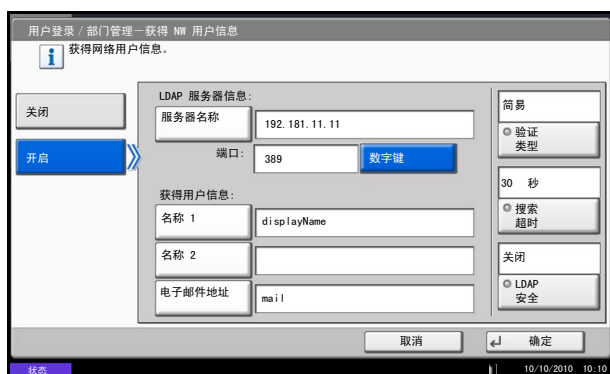 用户登录 / 部门管理－获得 NW 用户信息
获得网络用户信息。
关闭
开启
LDAP 服务器信息:
服务器名称
192.181.11.11
端口:
389
数字键
获得用户信息:
名称 1
displayName
名称 2
电子邮件地址
mail
简易
验证
类型
30 秒
搜索
超时
关闭
LDAP
安全
取消
确定
状态
10/10/2010 10:10